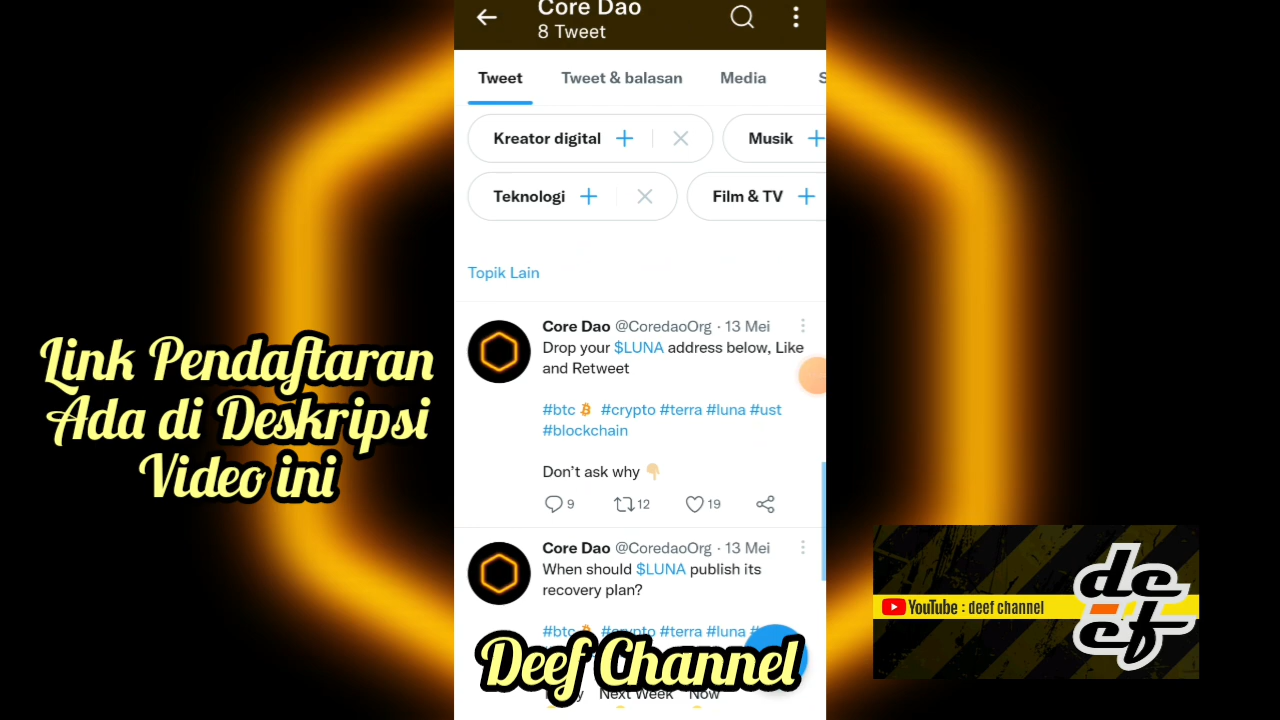 Core Dao
8 Tweet
Tweet
Tweet & balasan
Media
S
Kreator digital
Musik
Teknologi
Film & TV
Topik Lain
Core Dao @CoredaoOrg · 13 Mei
Drop your $LUNA address below, Like
and Retweet
#btc #crypto #terra #luna #ust
#blockchain
Don't ask why
9 12 19
Core Dao @CoredaoOrg · 13 Mei
When should $LUNA publish its
recovery plan?
#btc #crypto #terra #luna
Next Week Now
Link Pendaftaran
Ada di Deskripsi
Video ini
Deef Channel
YouTube : deef channel
deef